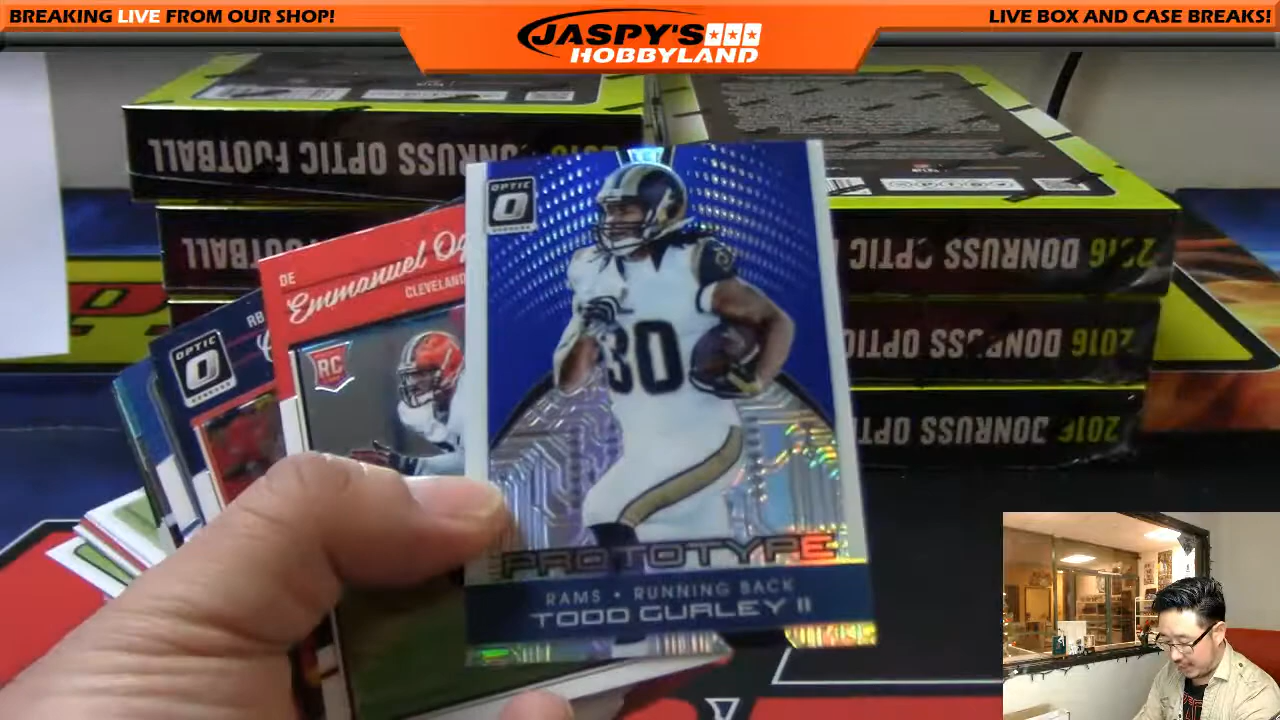 BREAKING LIVE FROM OUR SHOP!
JASPY'S
HOBBYLAND
LIVE BOX AND CASE BREAKS!
DONRUSS OPTIC FOOTBALL
2016 DONRUSS OPTIC
2016 DONRUSS OPTIC
2016 DONRUSS OPTIC
DE
Emmanuel
CLEVELAND
RC
RB
OPTIC
OPTIC
30
PROTOTYPE
RAMS • RUNNING BACK
TODD GURLEY II